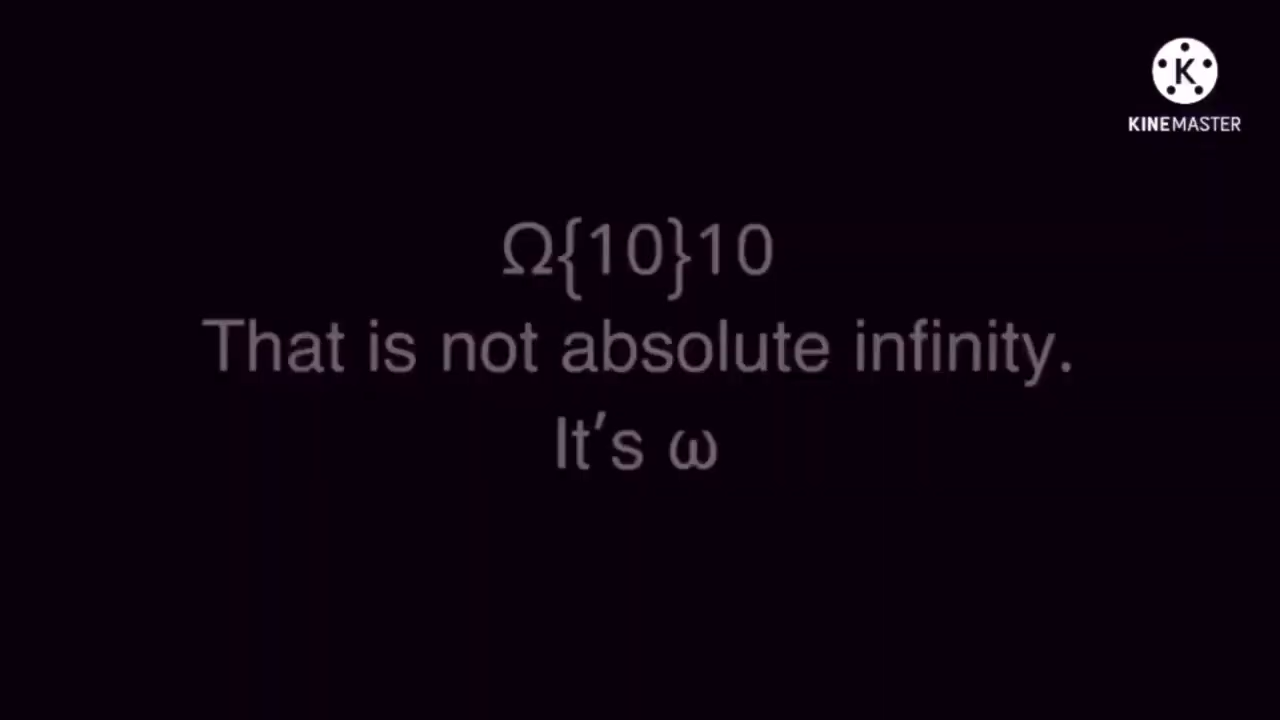 K
KINEMASTER
Ω{10}10
That is not absolute infinity.
It's ω